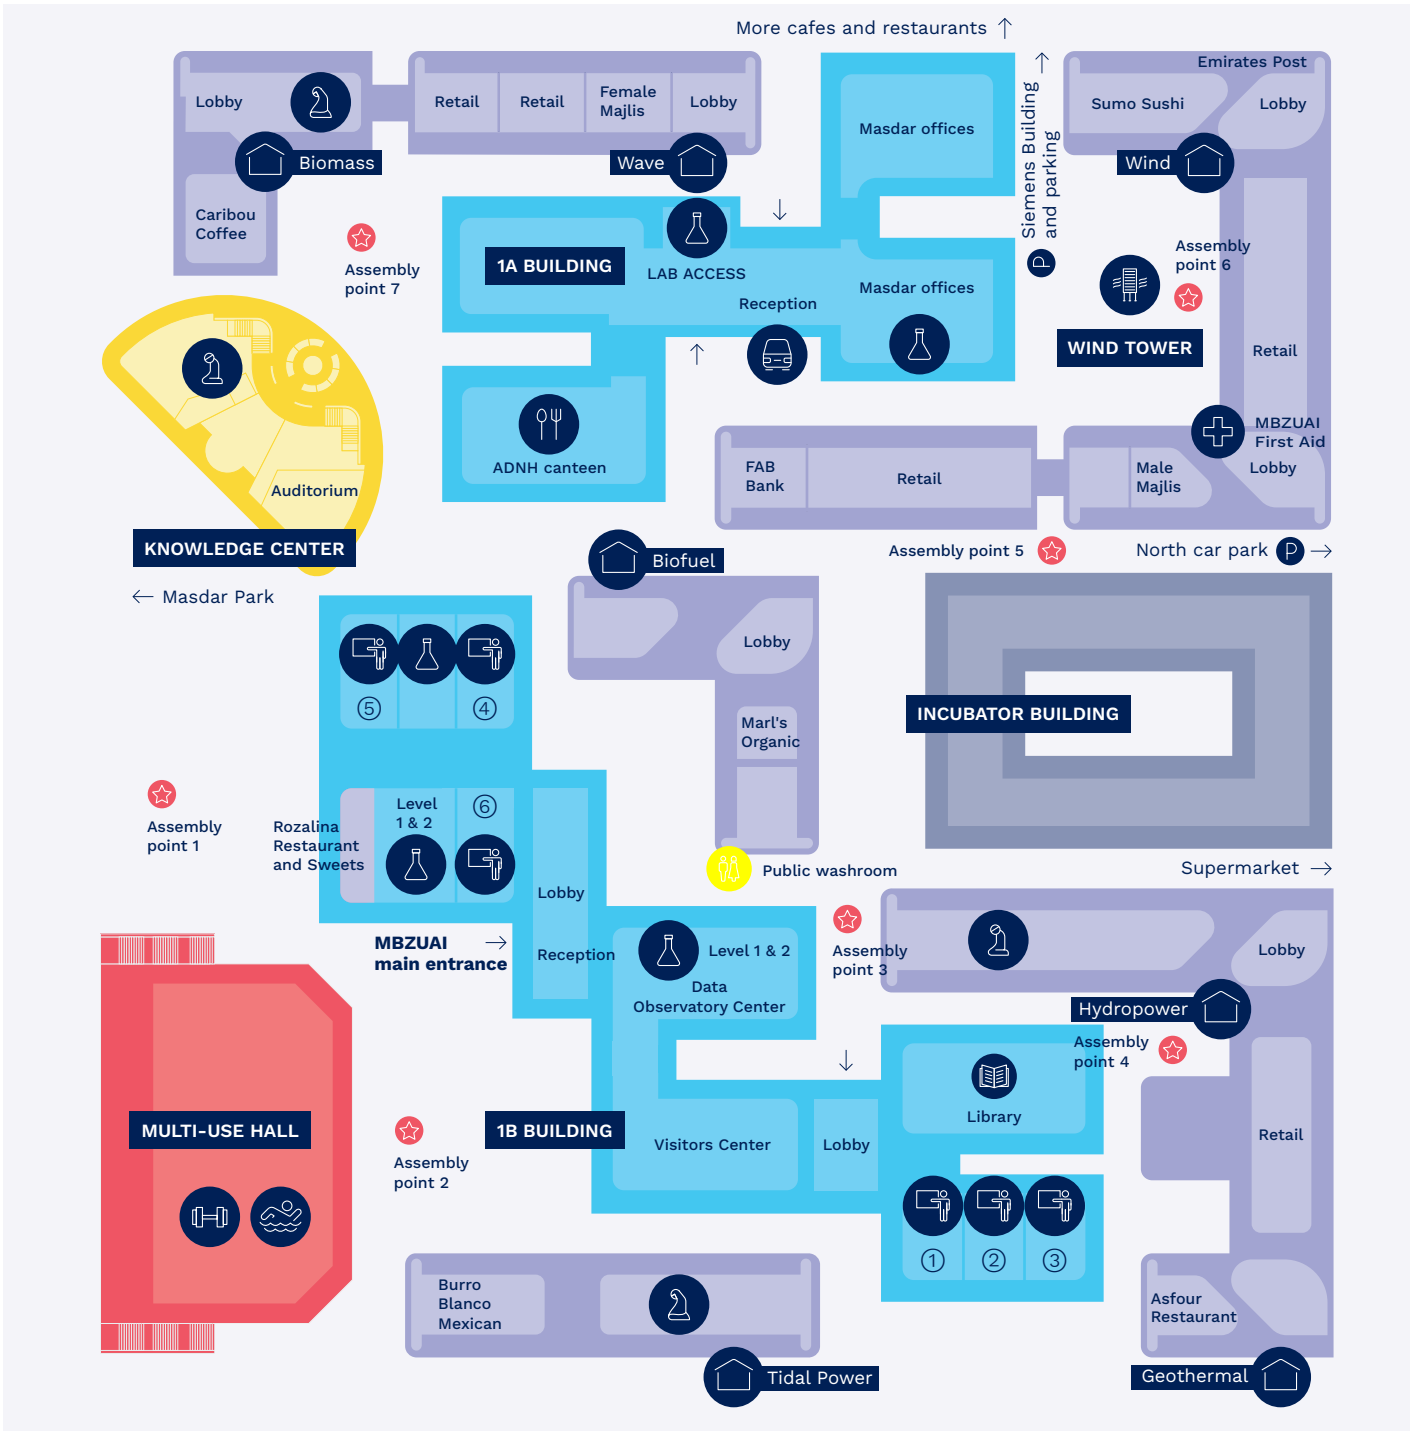 More cafes and restaurants ↑
Siemens Building
and parking →
P
Emirates Post
Lobby
Retail
Retail
Female
Majlis
Lobby
Sumo Sushi
Lobby
Masdar offices
Biomass
Wave
Wind
Caribou
Coffee
Assembly
point 7
1A BUILDING
LAB ACCESS
Reception
Masdar offices
Assembly
point 6
WIND TOWER
Retail
MBZUAI
First Aid
Lobby
ADNH canteen
FAB
Bank
Retail
Male
Majlis
Auditorium
KNOWLEDGE CENTER
← Masdar Park
Biofuel
Assembly point 5
North car park P →
Lobby
5
4
Marl's
Organic
INCUBATOR BUILDING
Assembly
point 1
Rozalina
Restaurant
and Sweets
Level
1 & 2
6
Lobby
Reception
Public washroom
Supermarket →
MBZUAI →
main entrance
Level 1 & 2
Data
Observatory Center
Assembly
point 3
Lobby
Hydropower
Assembly
point 4
Library
MULTI-USE HALL
Assembly
point 2
1B BUILDING
Visitors Center
Lobby
Retail
1
2
3
Burro
Blanco
Mexican
Tidal Power
Asfour
Restaurant
Geothermal